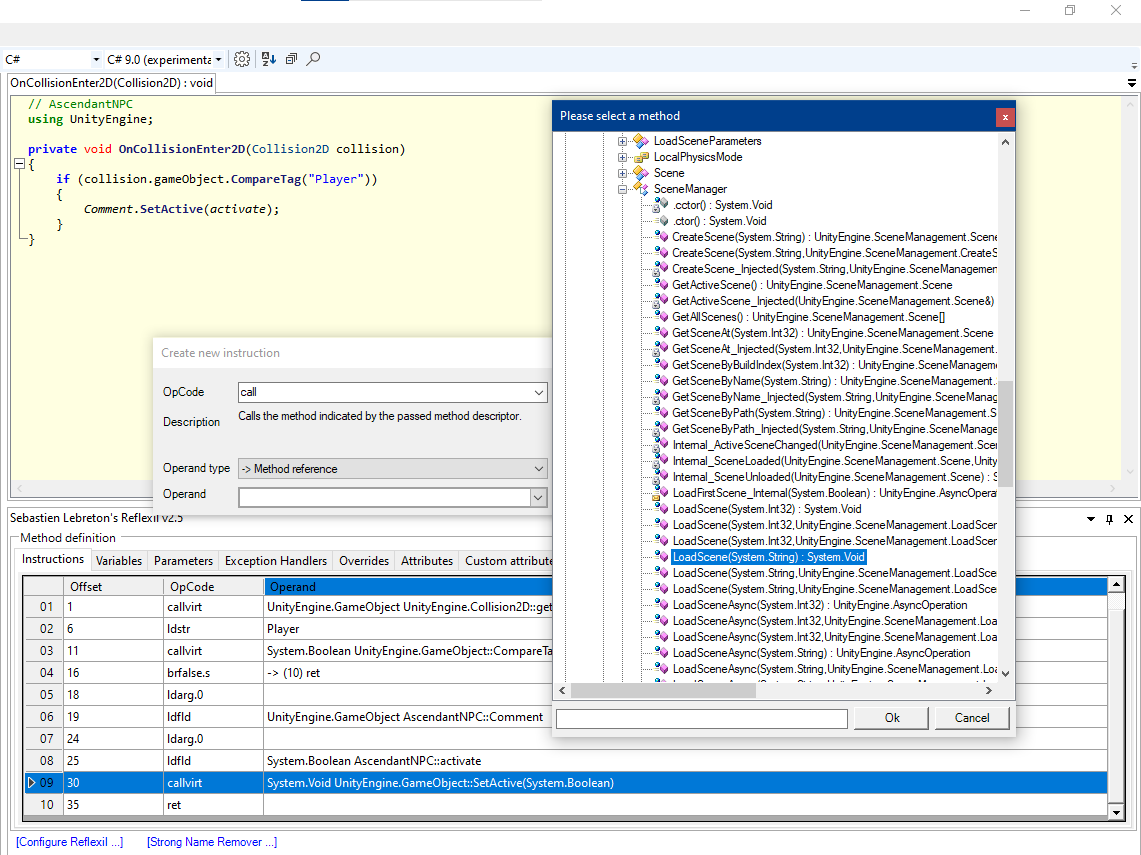 C#
C# 9.0 (experimenta
OnCollisionEnter2D(Collision2D) : void
// AscendantNPC
using UnityEngine;
private void OnCollisionEnter2D(Collision2D collision)
{
if (collision.gameObject.CompareTag("Player"))
{
Comment.SetActive(activate);
}
}
Create new instruction
OpCode
call
Description
Calls the method indicated by the passed method descriptor.
Operand type
-> Method reference
Operand
Please select a method
x
LoadSceneParameters
LocalPhysicsMode
Scene
SceneManager
.cctor() : System.Void
.ctor() : System.Void
CreateScene(System.String) : UnityEngine.SceneManagement.Scene
CreateScene(System.String,UnityEngine.SceneManagement.CreateS
CreateScene_Injected(System.String,UnityEngine.SceneManagemen
GetActiveScene() : UnityEngine.SceneManagement.Scene
GetActiveScene_Injected(UnityEngine.SceneManagement.Scene&)
GetAllScenes() : UnityEngine.SceneManagement.Scene[]
GetSceneAt(System.Int32) : UnityEngine.SceneManagement.Scene
GetSceneAt_Injected(System.Int32,UnityEngine.SceneManagement.
GetSceneByBuildIndex(System.Int32) : UnityEngine.SceneManageme
GetSceneByName(System.String) : UnityEngine.SceneManagement.
GetSceneByName_Injected(System.String,UnityEngine.SceneManag
GetSceneByPath(System.String) : UnityEngine.SceneManagement.S
GetSceneByPath_Injected(System.String,UnityEngine.SceneManage
Internal_ActiveSceneChanged(UnityEngine.SceneManagement.Scer
Internal_SceneLoaded(UnityEngine.SceneManagement.Scene,Unity
Internal_SceneUnloaded(UnityEngine.SceneManagement.Scene) : S
LoadFirstScene_Internal(System.Boolean) : UnityEngine.AsyncOpera
LoadScene(System.Int32) : System.Void
LoadScene(System.Int32,UnityEngine.SceneManagement.LoadScen
LoadScene(System.Int32,UnityEngine.SceneManagement.LoadScen
LoadScene(System.String) : System.Void
LoadScene(System.String,UnityEngine.SceneManagement.LoadSce
LoadScene(System.String,UnityEngine.SceneManagement.LoadSce
LoadSceneAsync(System.Int32) : UnityEngine.AsyncOperation
LoadSceneAsync(System.Int32,UnityEngine.SceneManagement.Loa
LoadSceneAsync(System.Int32,UnityEngine.SceneManagement.Loa
LoadSceneAsync(System.String) : UnityEngine.AsyncOperation
LoadSceneAsync(System.String,UnityEngine.SceneManagement.Loa
Ok
Cancel
Sebastien Lebreton's Reflexil v2.5
Method definition
Instructions
Variables
Parameters
Exception Handlers
Overrides
Attributes
Custom attribute
Offset
OpCode
Operand
01 1 callvirt UnityEngine.GameObject UnityEngine.Collision2D::get
02 6 ldstr Player
03 11 callvirt System.Boolean UnityEngine.GameObject::CompareTa
04 16 brfalse.s -> (10) ret
05 18 ldarg.0
06 19 ldfld UnityEngine.GameObject AscendantNPC::Comment
07 24 ldarg.0
08 25 ldfld System.Boolean AscendantNPC::activate
09 30 callvirt System.Void UnityEngine.GameObject::SetActive(System.Boolean)
10 35 ret
[Configure Reflexil ...]
[Strong Name Remover ...]